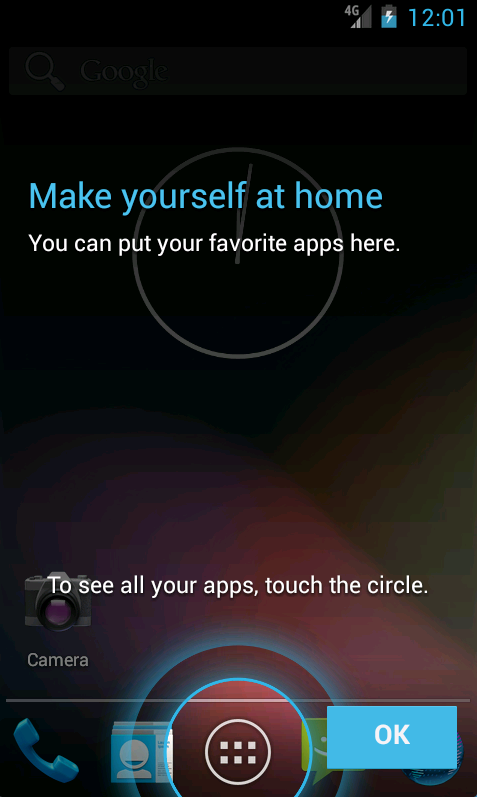 4G 12:01
Google
Make yourself at home
You can put your favorite apps here.
To see all your apps, touch the circle.
Camera
OK